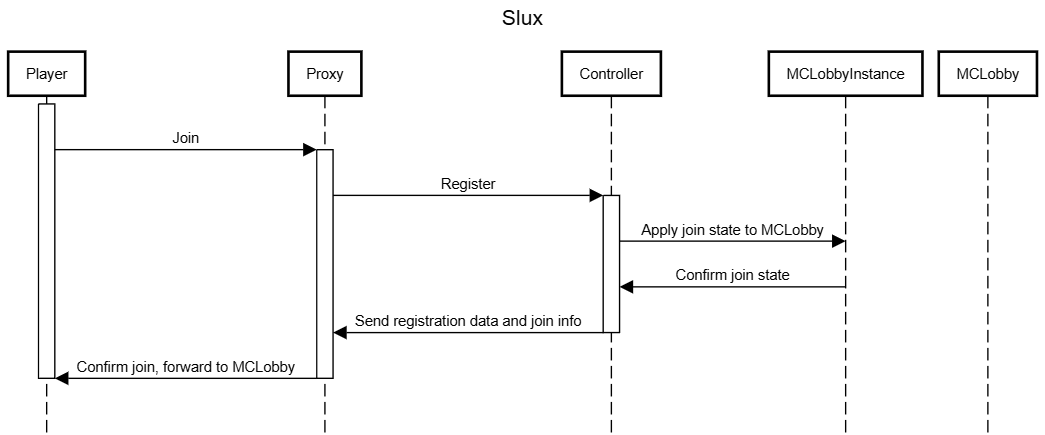 Slux
Player
Proxy
Controller
MCLobbyInstance
MCLobby
Join
Register
Apply join state to MCLobby
Confirm join state
Send registration data and join info
Confirm join, forward to MCLobby